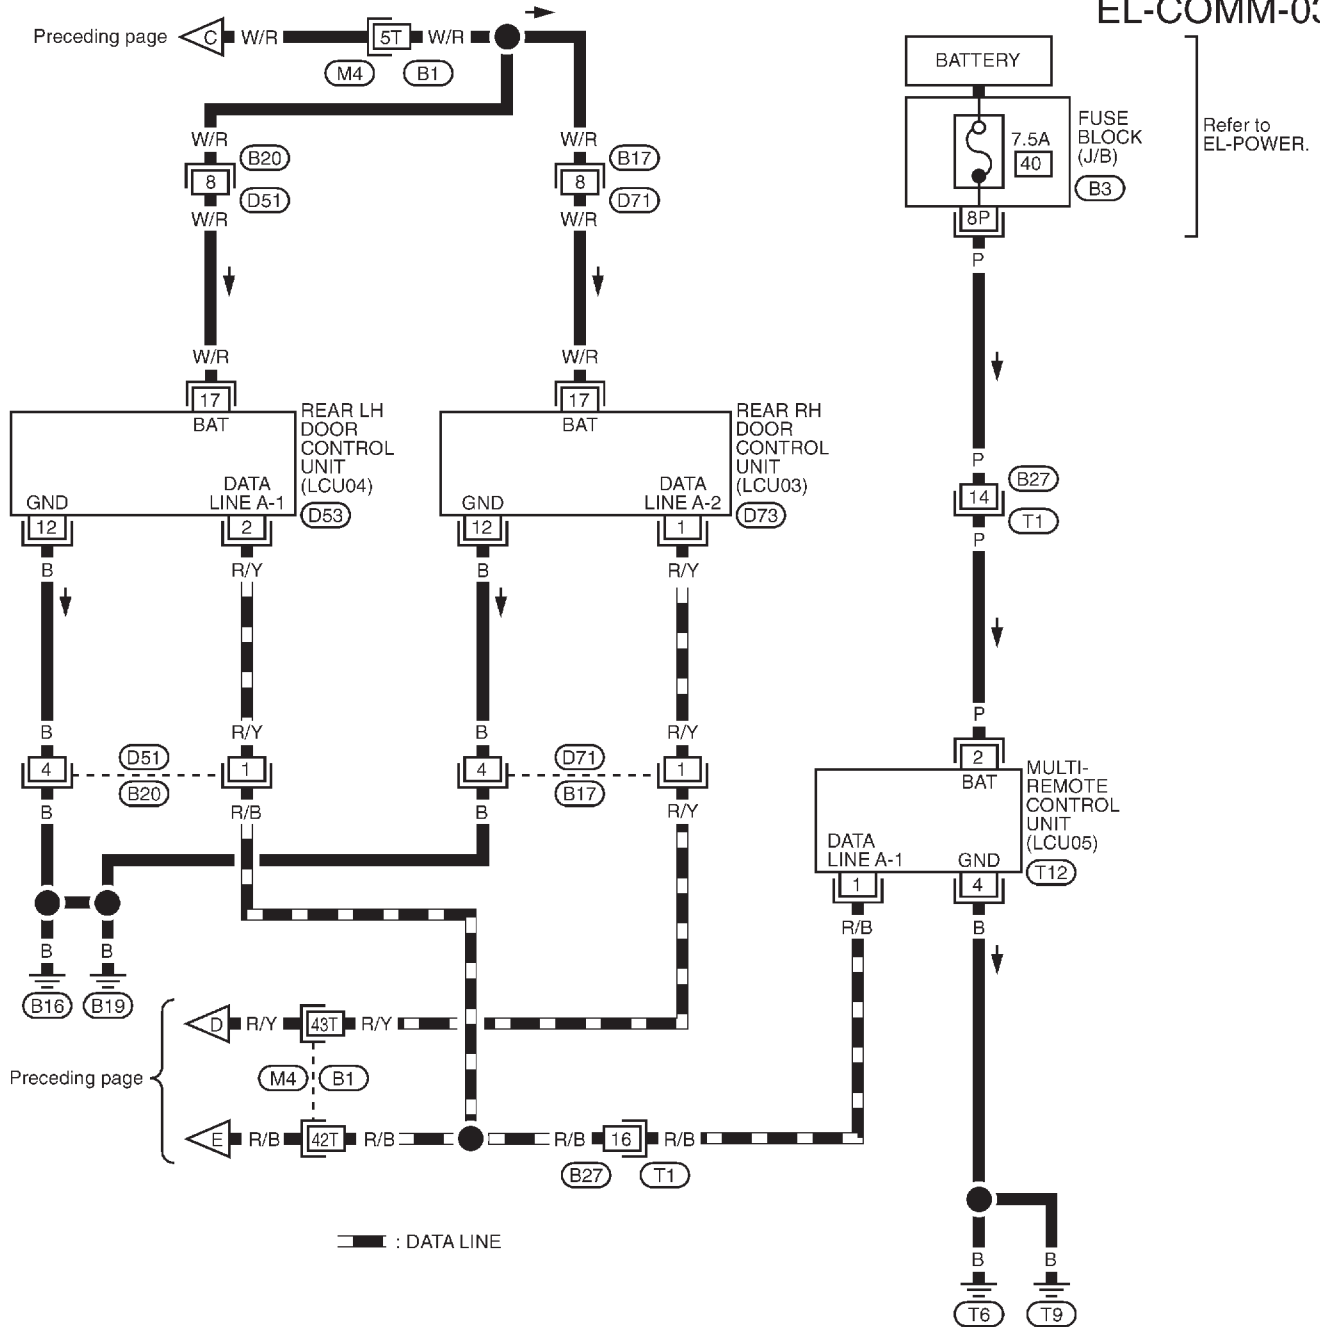 EL-COMM-03
Preceding page
C
W/R
5T
W/R
M4
B1
BATTERY
7.5A
40
FUSE
BLOCK
(J/B)
B3
8P
Refer to
EL-POWER.
W/R
B20
8
D51
W/R
W/R
B17
8
D71
W/R
P
W/R
17
BAT
W/R
17
BAT
REAR LH
DOOR
CONTROL
UNIT
(LCU04)
D53
GND
DATA
LINE A-1
12
2
REAR RH
DOOR
CONTROL
UNIT
(LCU03)
D73
GND
DATA
LINE A-2
12
1
P
B27
14
T1
P
B
R/Y
B
R/Y
B
R/Y
B
R/Y
P
4
D51
B20
1
4
D71
B17
1
B
R/B
B
R/Y
2
BAT
MULTI-
REMOTE
CONTROL
UNIT
(LCU05)
T12
DATA
LINE A-1
GND
1
4
R/B
B
B
B
B16
B19
Preceding page
D
R/Y
43T
R/Y
M4
B1
E
R/B
42T
R/B
R/B
16
R/B
B27
T1
: DATA LINE
B
B
T6
T9